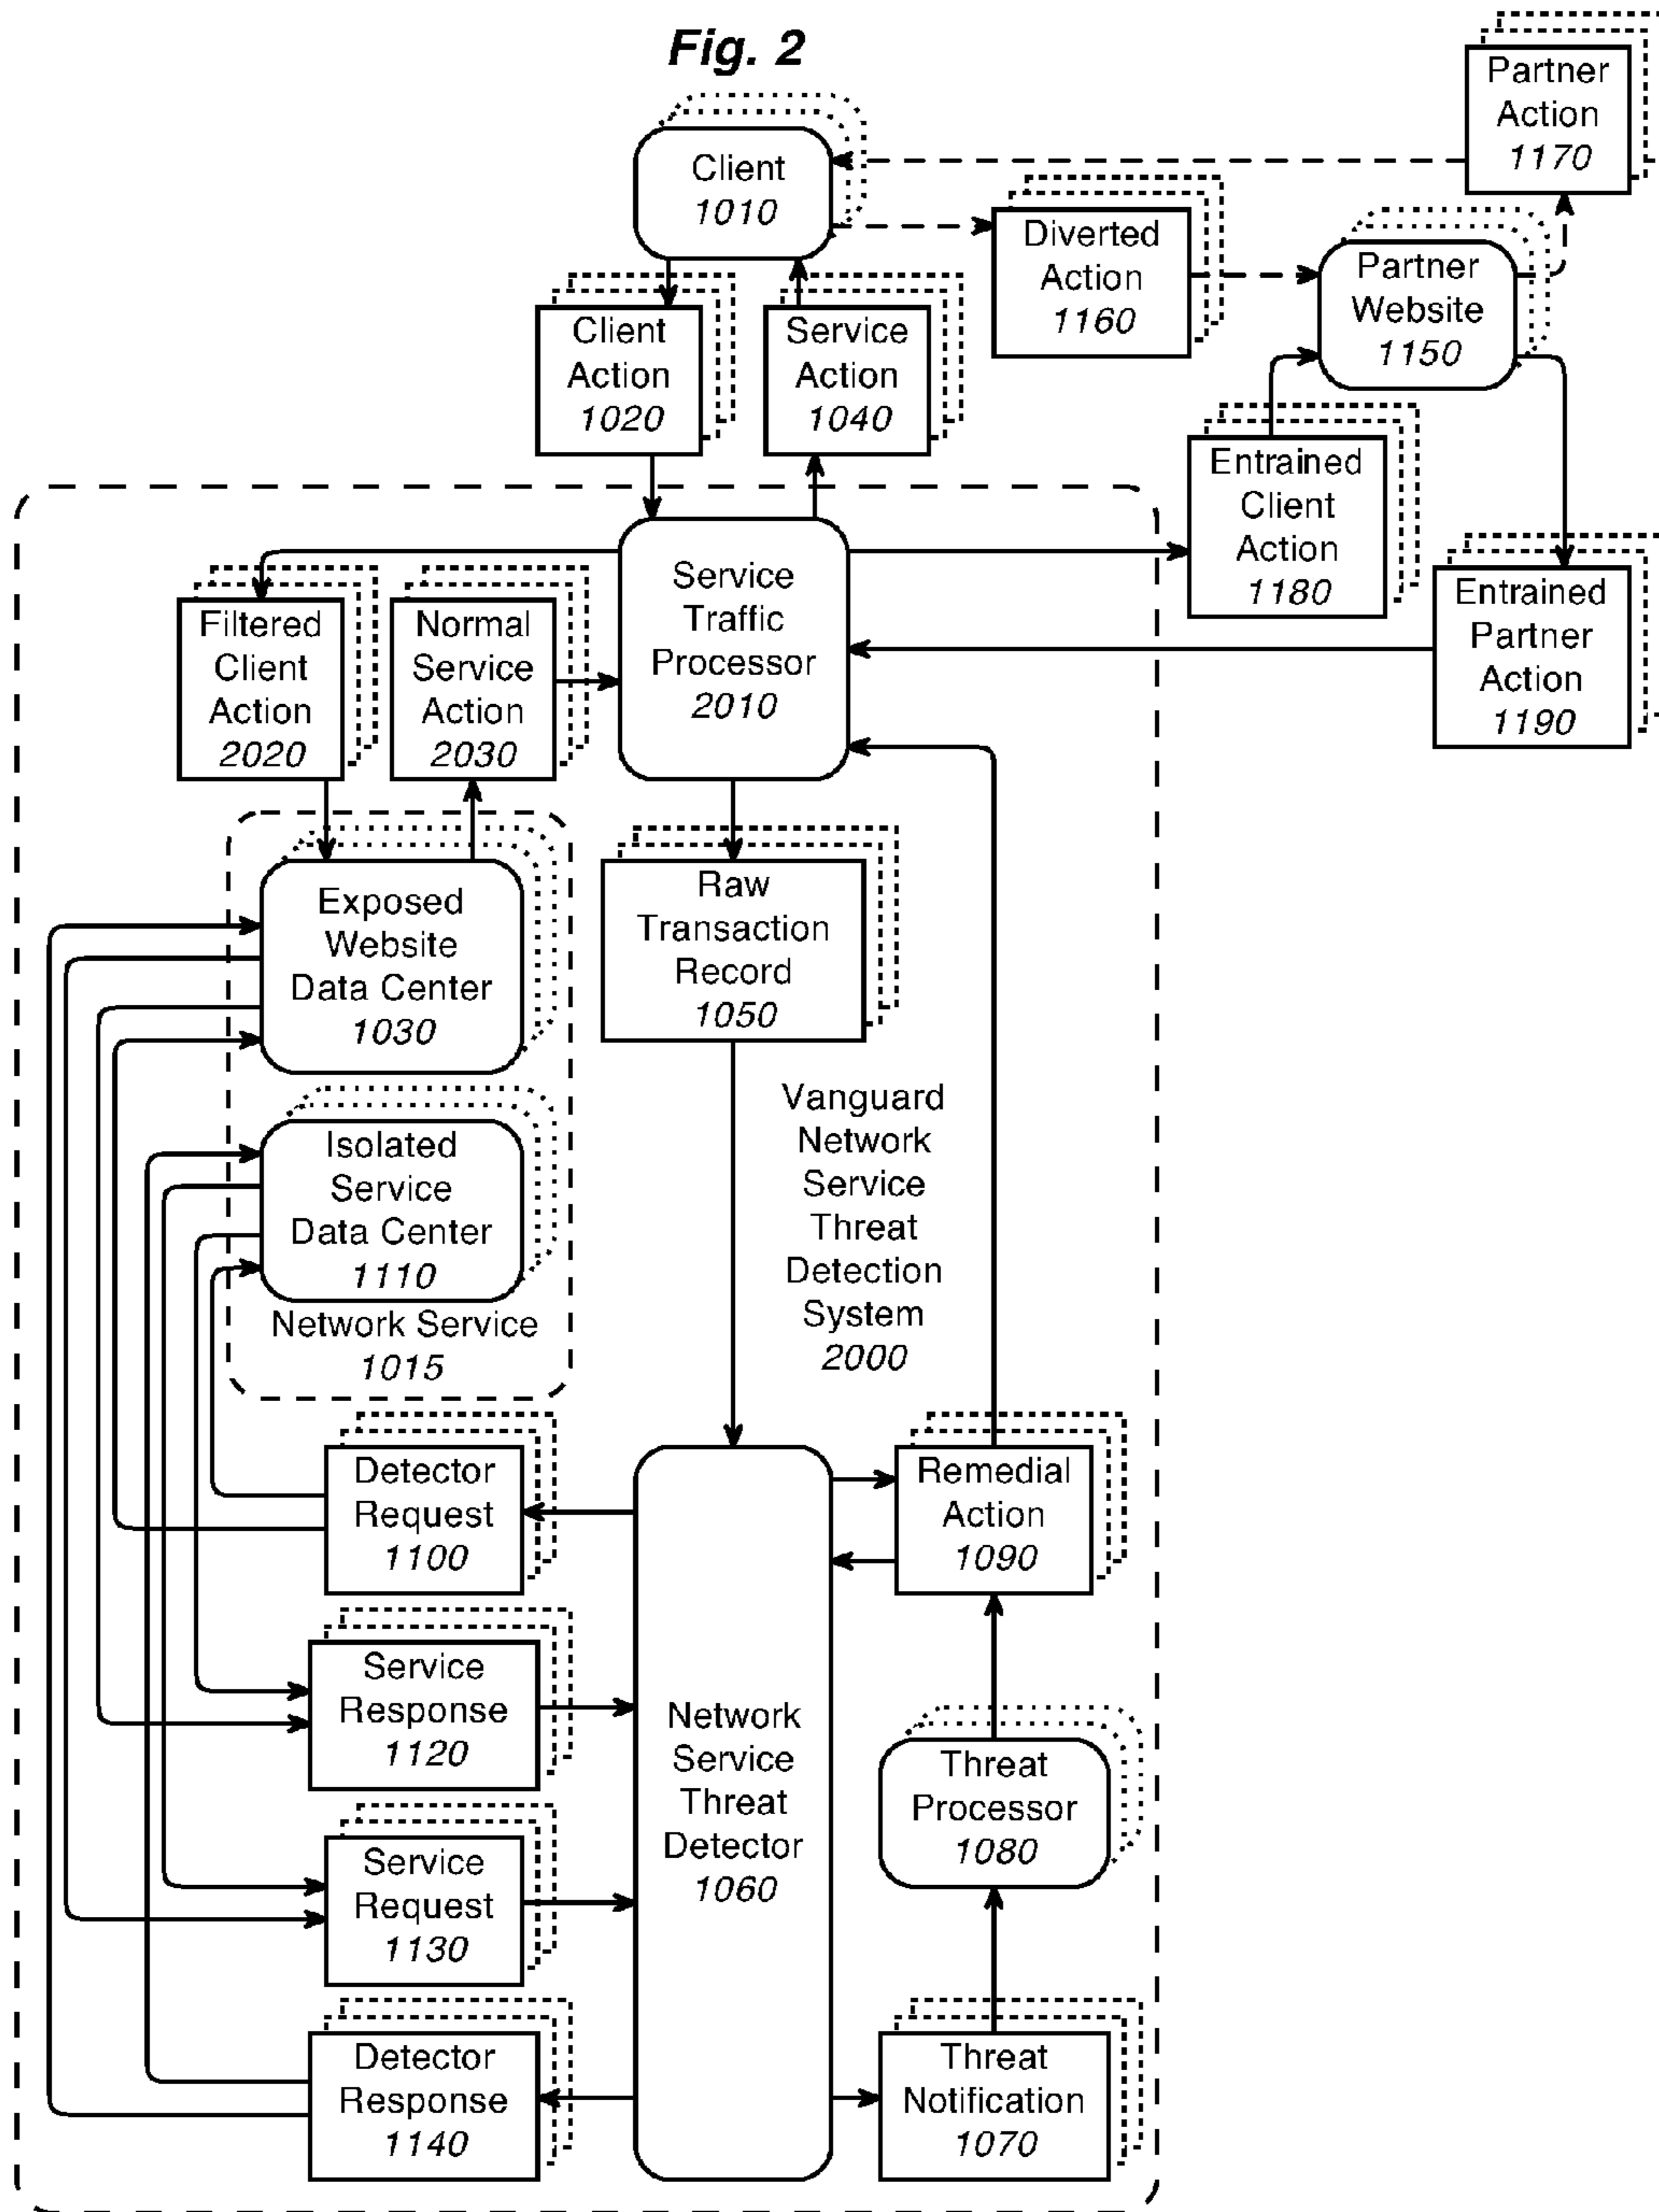 Fig. 2
Partner
Action
1170
Client
1010
Diverted
Action
1160
Partner
Website
1150
Client
Action
1020
Service
Action
1040
Entrained
Client
Action
1180
Service
Traffic
Processor
2010
Filtered
Client
Action
2020
Normal
Service
Action
2030
Entrained
Partner
Action
1190
Exposed
Website
Data Center
1030
Raw
Transaction
Record
1050
Isolated
Service
Data Center
1110
Network Service
1015
Vanguard
Network
Service
Threat
Detection
System
2000
Detector
Request
1100
Remedial
Action
1090
Service
Response
1120
Network
Service
Threat
Detector
1060
Threat
Processor
1080
Service
Request
1130
Detector
Response
1140
Threat
Notification
1070